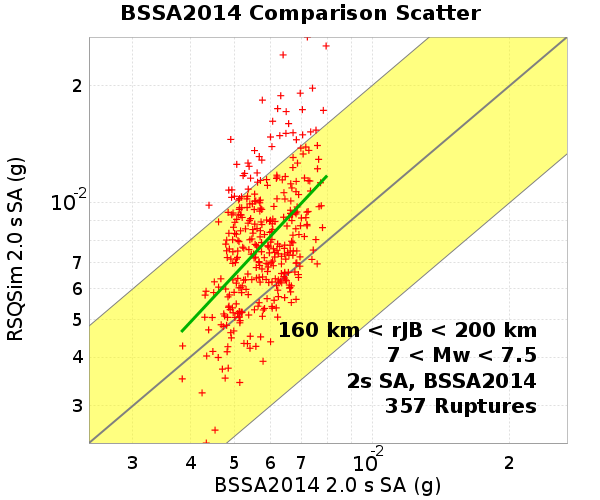 BSSA2014 Comparison Scatter
RSQSim 2.0 s SA (g)
2
10⁻²
7
6
5
4
3
160 km < rJB < 200 km
7 < Mw < 7.5
2s SA, BSSA2014
357 Ruptures
3 4 5 6 7 10⁻² 2
BSSA2014 2.0 s SA (g)